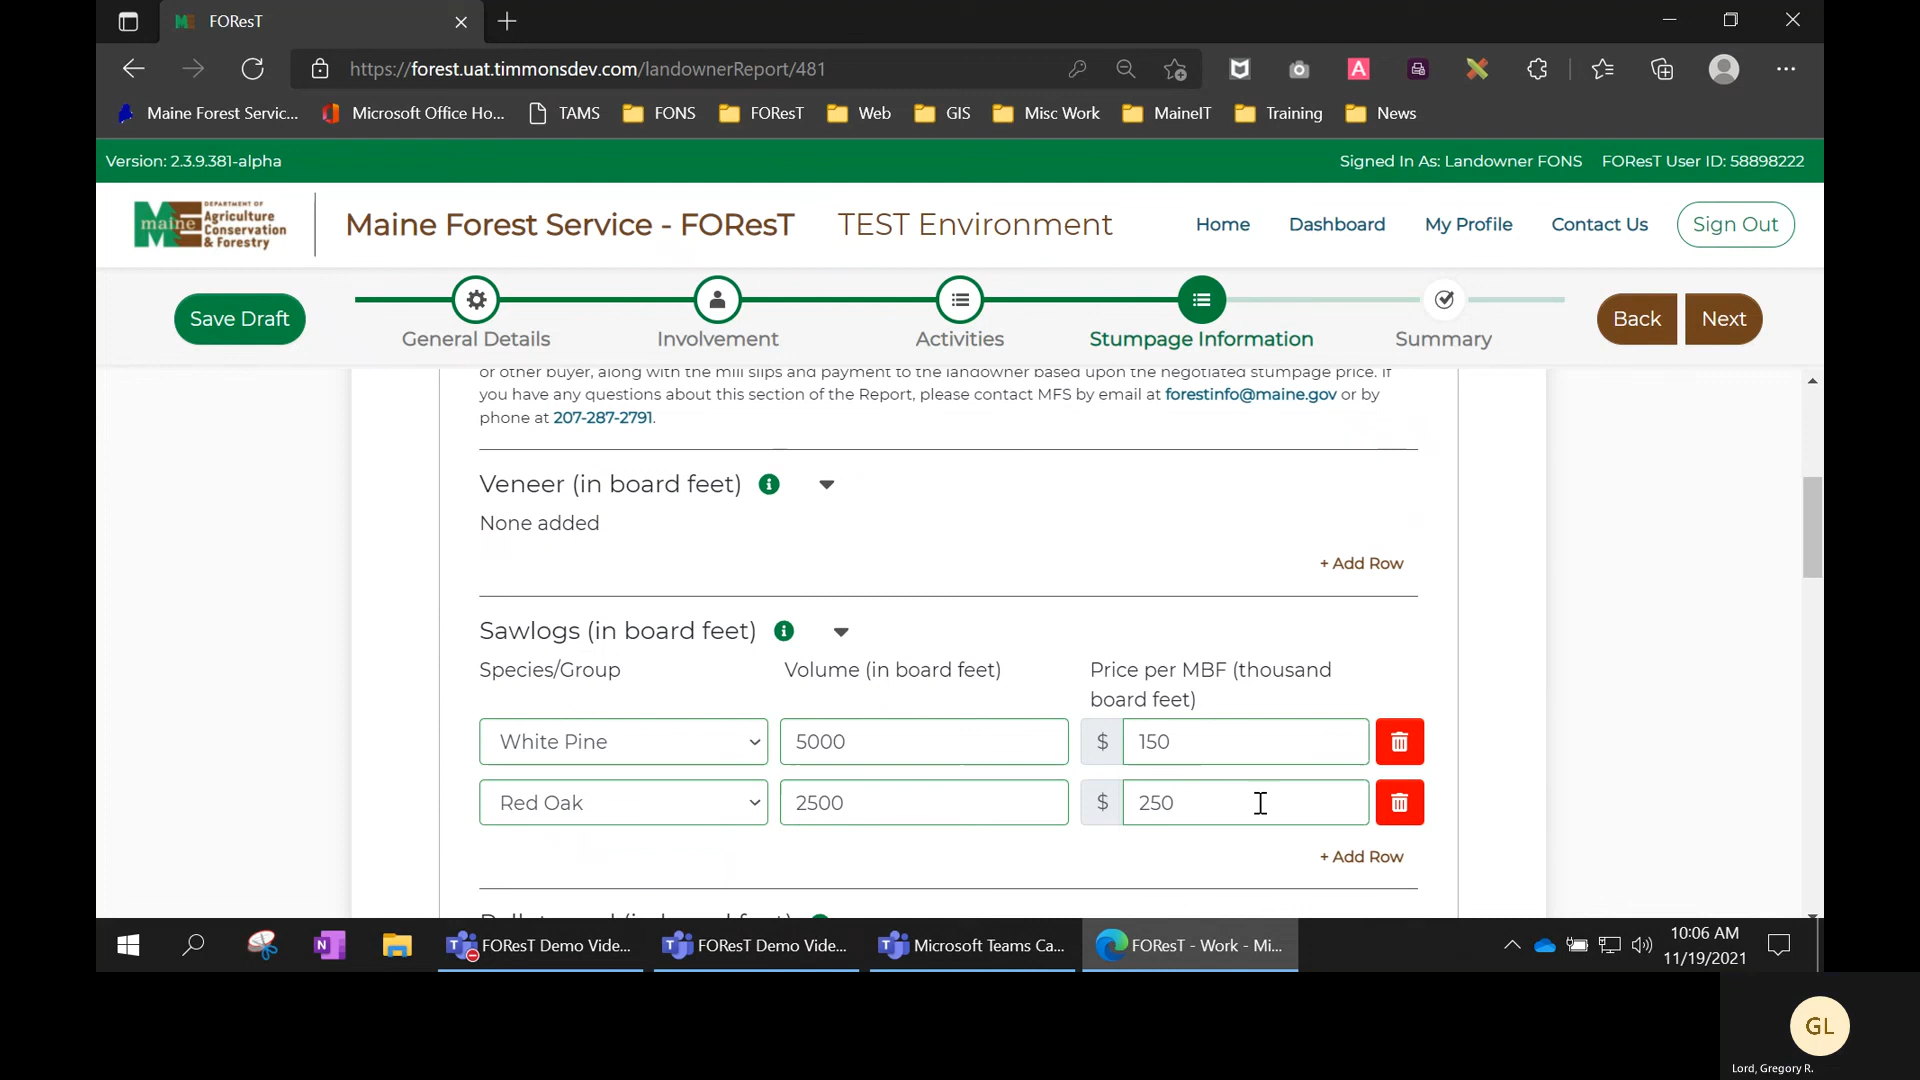 FOResT
https://forest.uat.timmonsdev.com/landownerReport/481
Maine Forest Servic...
Microsoft Office Ho...
TAMS
FONS
FOResT
Web
GIS
Misc Work
MaineIT
Training
News
Version: 2.3.9.381-alpha
Signed In As: Landowner FONS
FOResT User ID: 58898222
maine
DEPARTMENT OF
Agriculture
Conservation
& Forestry
Maine Forest Service - FOResT
TEST Environment
Home
Dashboard
My Profile
Contact Us
Sign Out
Save Draft
General Details
Involvement
Activities
Stumpage Information
Summary
Back
Next
or other buyer, along with the mill slips and payment to the landowner based upon the negotiated stumpage price. If
you have any questions about this section of the Report, please contact MFS by email at forestinfo@maine.gov or by
phone at 207-287-2791.
Veneer (in board feet)
None added
+ Add Row
Sawlogs (in board feet)
Species/Group
Volume (in board feet)
Price per MBF (thousand
board feet)
White Pine
5000
$ 150
Red Oak
2500
$ 250
+ Add Row
FOResT Demo Vide...
FOResT Demo Vide...
Microsoft Teams Ca...
FOResT - Work - Mi...
10:06 AM
11/19/2021
GL
Lord, Gregory R.